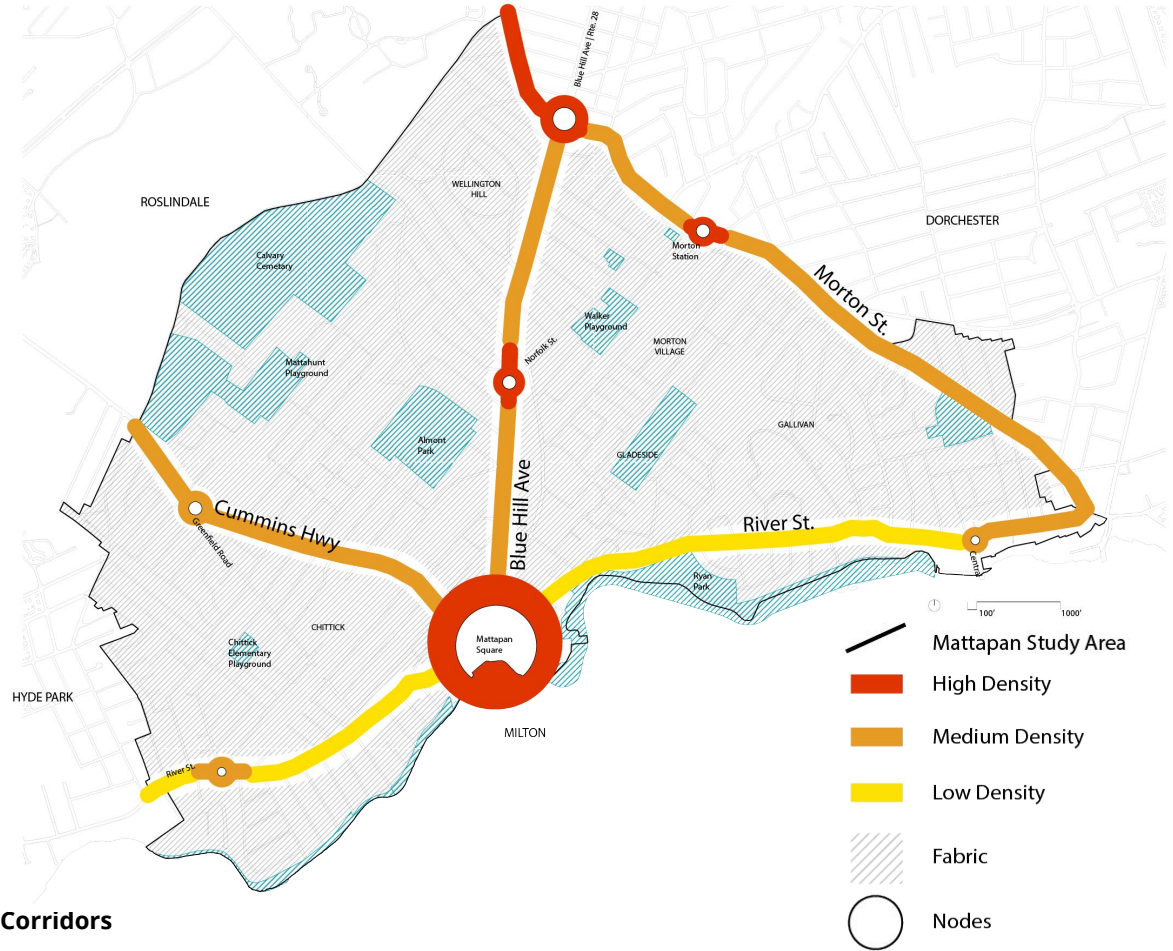 Blue Hill Ave | Rte. 28
WELLINGTON
HILL
ROSLINDALE
DORCHESTER
Morton
Station
Calvary
Cemetary
Morton St.
Walker
Playground
Norfolk St.
MORTON
VILLAGE
Mattahunt
Playground
GALLIVAN
Almont
Park
GLADESIDE
Blue Hill Ave
Cummins Hwy
Greenfield Road
River St.
Central
Ryan
Park
100'
1000'
CHITTICK
Mattapan
Square
Chittick
Elementary
Playground
Mattapan Study Area
High Density
HYDE PARK
MILTON
Medium Density
River St.
Low Density
Fabric
Corridors
Nodes